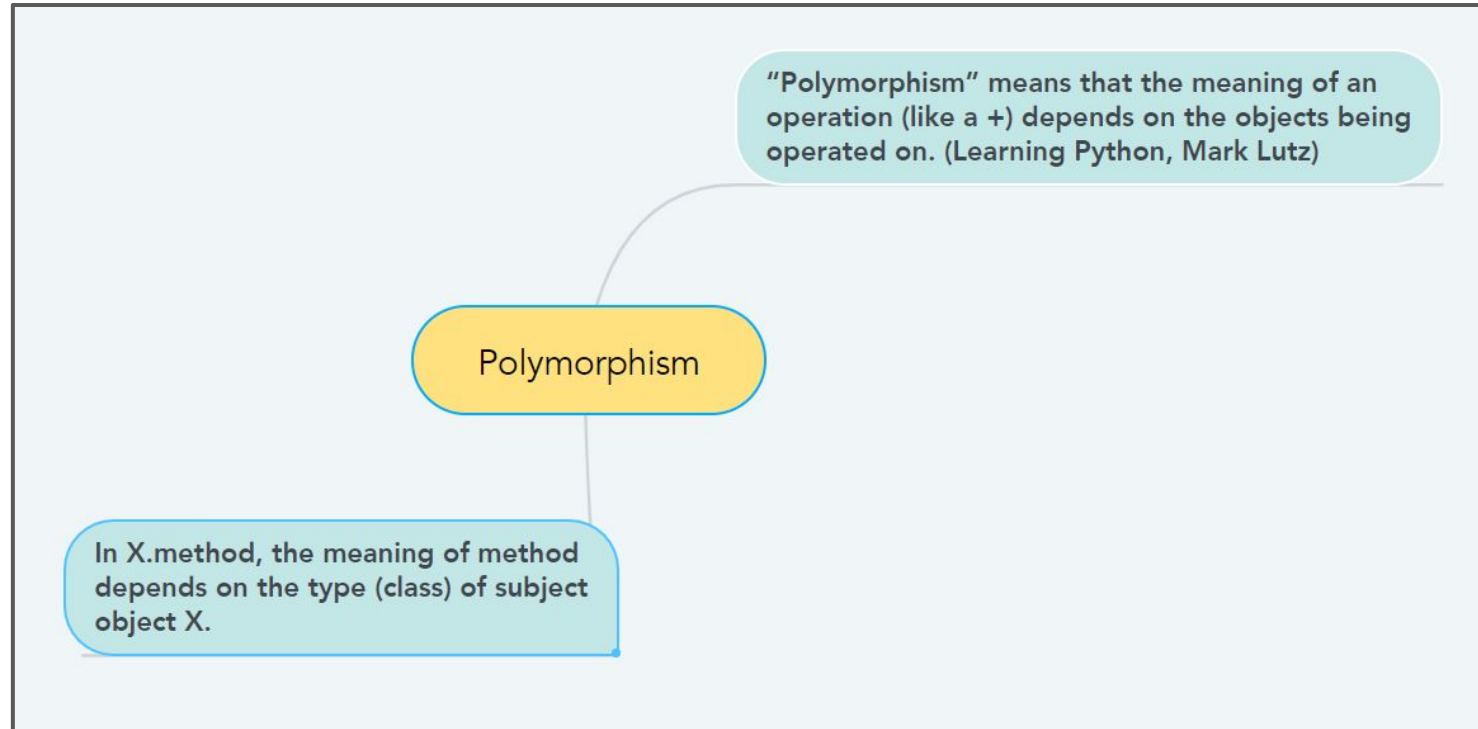 “Polymorphism” means that the meaning of an
operation (like a +) depends on the objects being
operated on. (Learning Python, Mark Lutz)
Polymorphism
In X.method, the meaning of method
depends on the type (class) of subject
object X.